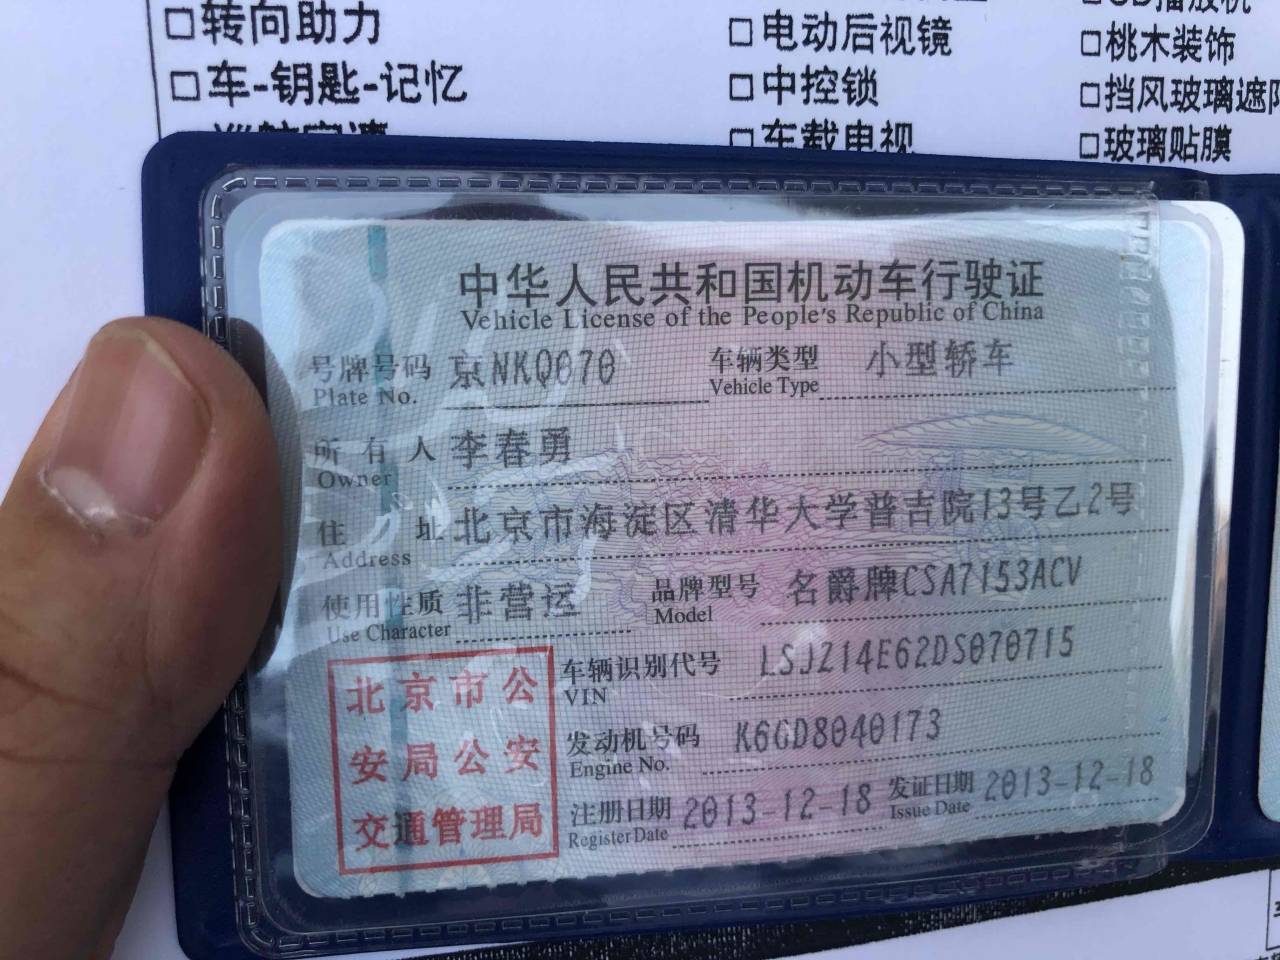 □转向助力
□电动后视镜
□桃木装饰
□车-钥匙-记忆
□中控锁
□挡风玻璃遮
□车载电视
□玻璃贴膜
中华人民共和国机动车行驶证
Vehicle License of the People's Republic of China
号牌号码 京NKQ070 车辆类型 小型轿车
Plate No. Vehicle Type
所有人 李春勇
Owner
住址 北京市海淀区清华大学普吉院13号乙2号
Address
使用性质 非营运 品牌型号 名爵牌CSA7153ACV
Use Character Model
车辆识别代号 LSJZ14E62DS070715
VIN
发动机号码 K6GD8040173
Engine No.
注册日期 2013-12-18 发证日期 2013-12-18
Register Date Issue Date
北京市公
安局公安
交通管理局